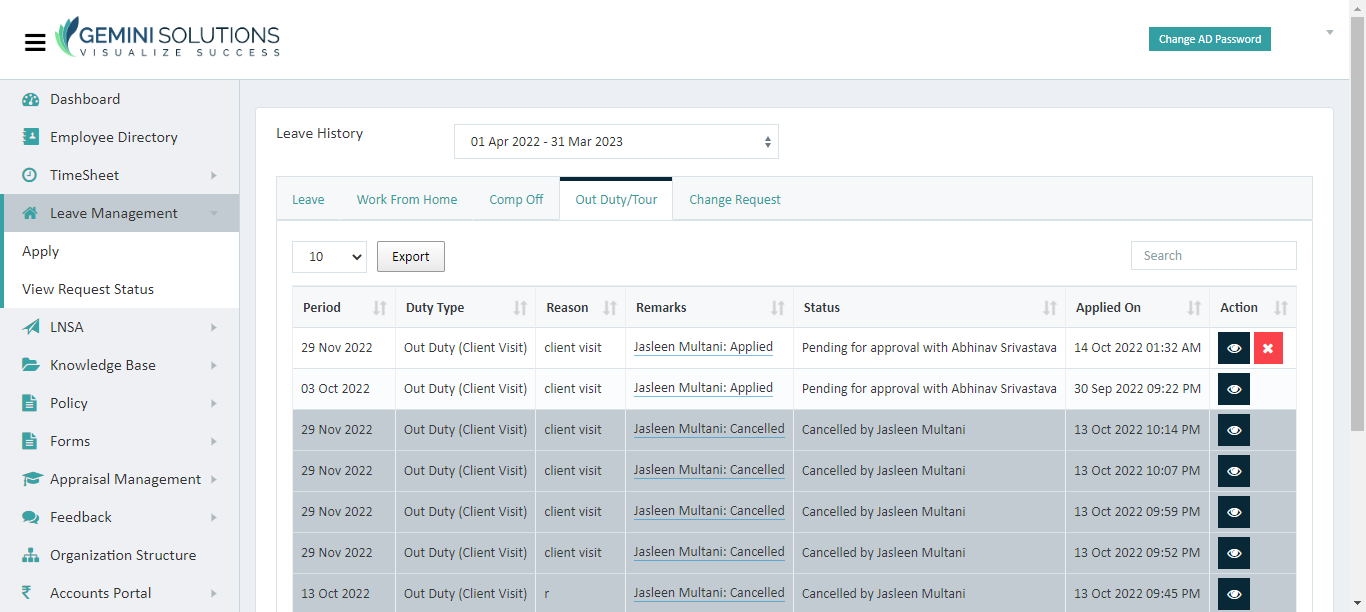 GEMINI SOLUTIONS
VISUALIZE SUCCESS
Change AD Password
Dashboard
Employee Directory
TimeSheet
Leave Management
Apply
View Request Status
LNSA
Knowledge Base
Policy
Forms
Appraisal Management
Feedback
Organization Structure
Accounts Portal
Leave History
01 Apr 2022 - 31 Mar 2023
Leave Work From Home Comp Off Out Duty/Tour Change Request
10 Export Search
Period Duty Type Reason Remarks Status Applied On Action
29 Nov 2022 Out Duty (Client Visit) client visit Jasleen Multani: Applied Pending for approval with Abhinav Srivastava 14 Oct 2022 01:32 AM
03 Oct 2022 Out Duty (Client Visit) client visit Jasleen Multani: Applied Pending for approval with Abhinav Srivastava 30 Sep 2022 09:22 PM
29 Nov 2022 Out Duty (Client Visit) client visit Jasleen Multani: Cancelled Cancelled by Jasleen Multani 13 Oct 2022 10:14 PM
29 Nov 2022 Out Duty (Client Visit) client visit Jasleen Multani: Cancelled Cancelled by Jasleen Multani 13 Oct 2022 10:07 PM
29 Nov 2022 Out Duty (Client Visit) client visit Jasleen Multani: Cancelled Cancelled by Jasleen Multani 13 Oct 2022 09:59 PM
29 Nov 2022 Out Duty (Client Visit) client visit Jasleen Multani: Cancelled Cancelled by Jasleen Multani 13 Oct 2022 09:52 PM
13 Oct 2022 Out Duty (Client Visit) r Jasleen Multani: Cancelled Cancelled by Jasleen Multani 13 Oct 2022 09:45 PM